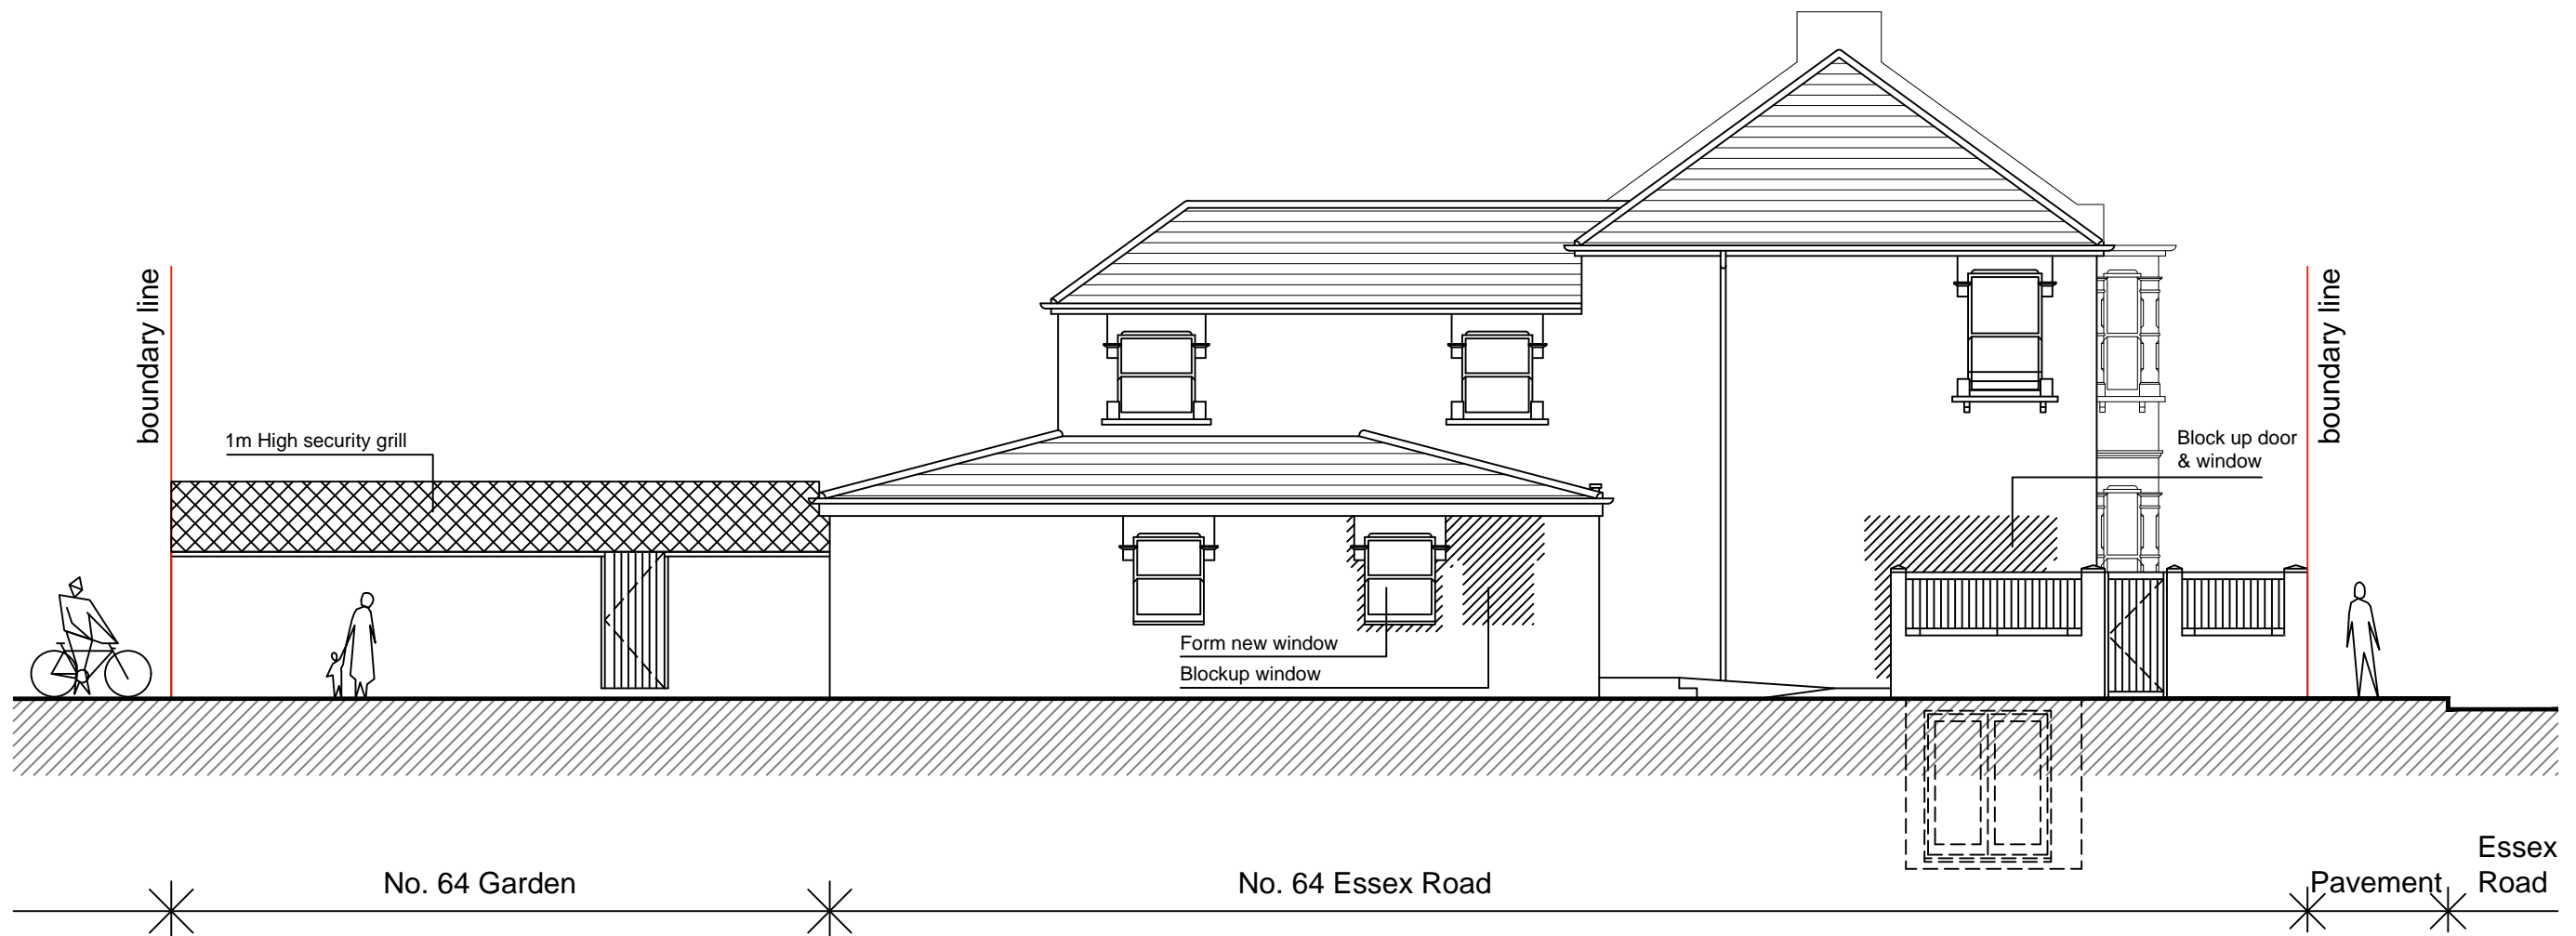 boundary line
boundary line
1m High security grill
Block up door
& window
Form new window
Blockup window
No. 64 Garden
No. 64 Essex Road
Pavement
Essex
Road